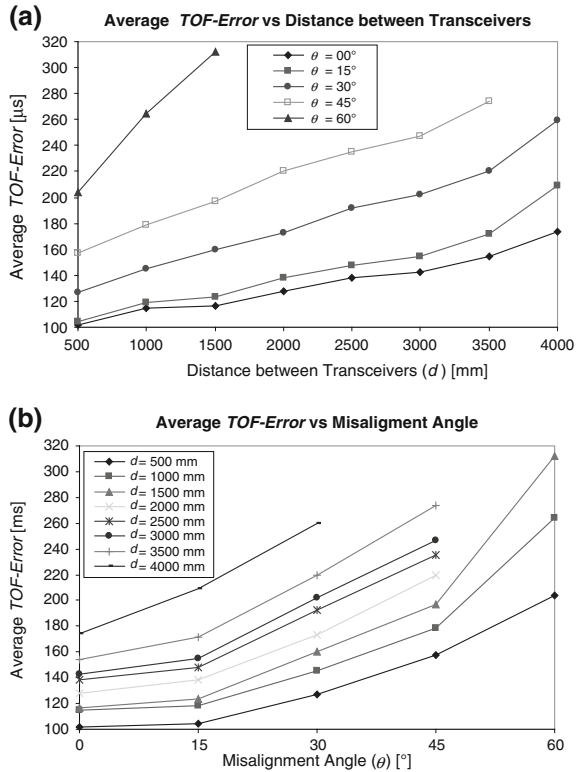 (a)
Average TOF-Error vs Distance between Transceivers
320
300
280
260
240
220
200
180
160
140
120
100
Average TOF-Error [μs]
θ = 00°
θ = 15°
θ = 30°
θ = 45°
θ = 60°
500 1000 1500 2000 2500 3000 3500 4000
Distance between Transceivers (d ) [mm]
(b)
Average TOF-Error vs Misaligment Angle
320
300
280
260
240
220
200
180
160
140
120
100
Average TOF-Error [ms]
d= 500 mm
d= 1000 mm
d= 1500 mm
d= 2000 mm
d= 2500 mm
d= 3000 mm
d= 3500 mm
d= 4000 mm
0 15 30 45 60
Misalignment Angle (θ) [°]